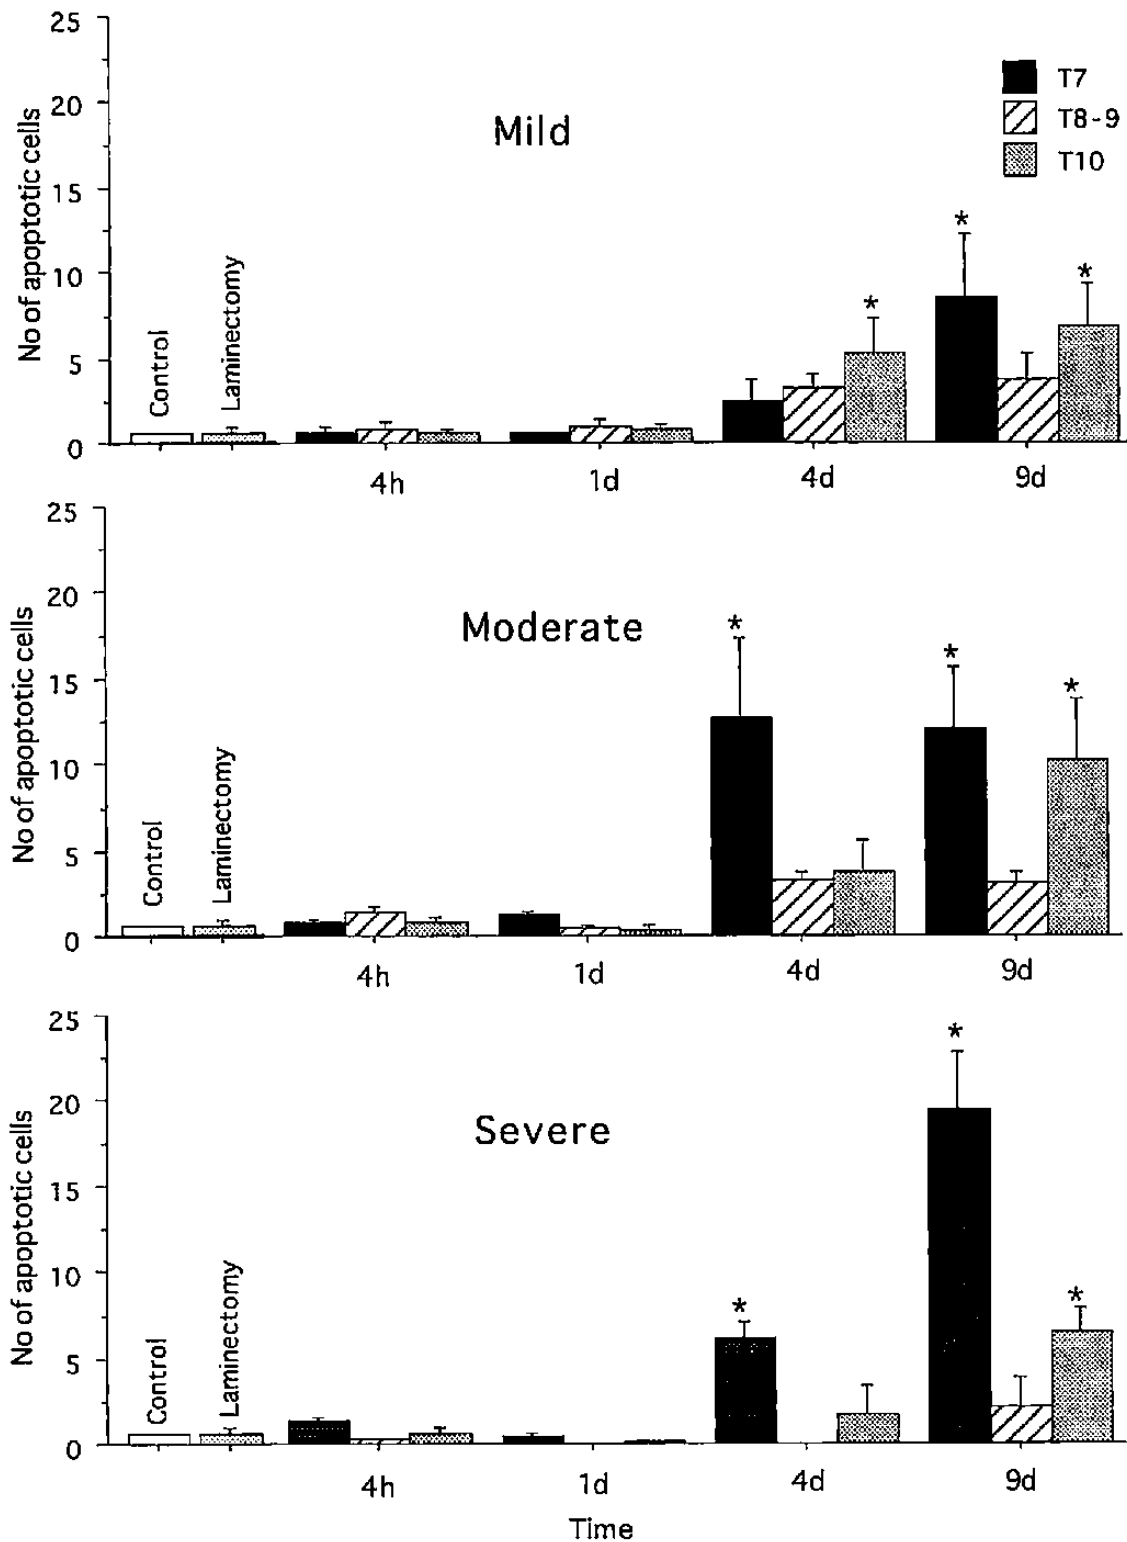 25
20
15
10
5
0
No of apoptotic cells
Mild
T7
T8-9
T10
*
*
*
Control
Laminectomy
4h
1d
4d
9d
25
20
15
10
5
0
No of apoptotic cells
Moderate
*
*
*
Control
Laminectomy
4h
1d
4d
9d
25
20
15
10
5
0
No of apoptotic cells
Severe
*
*
*
Control
Laminectomy
4h
1d
4d
9d
Time